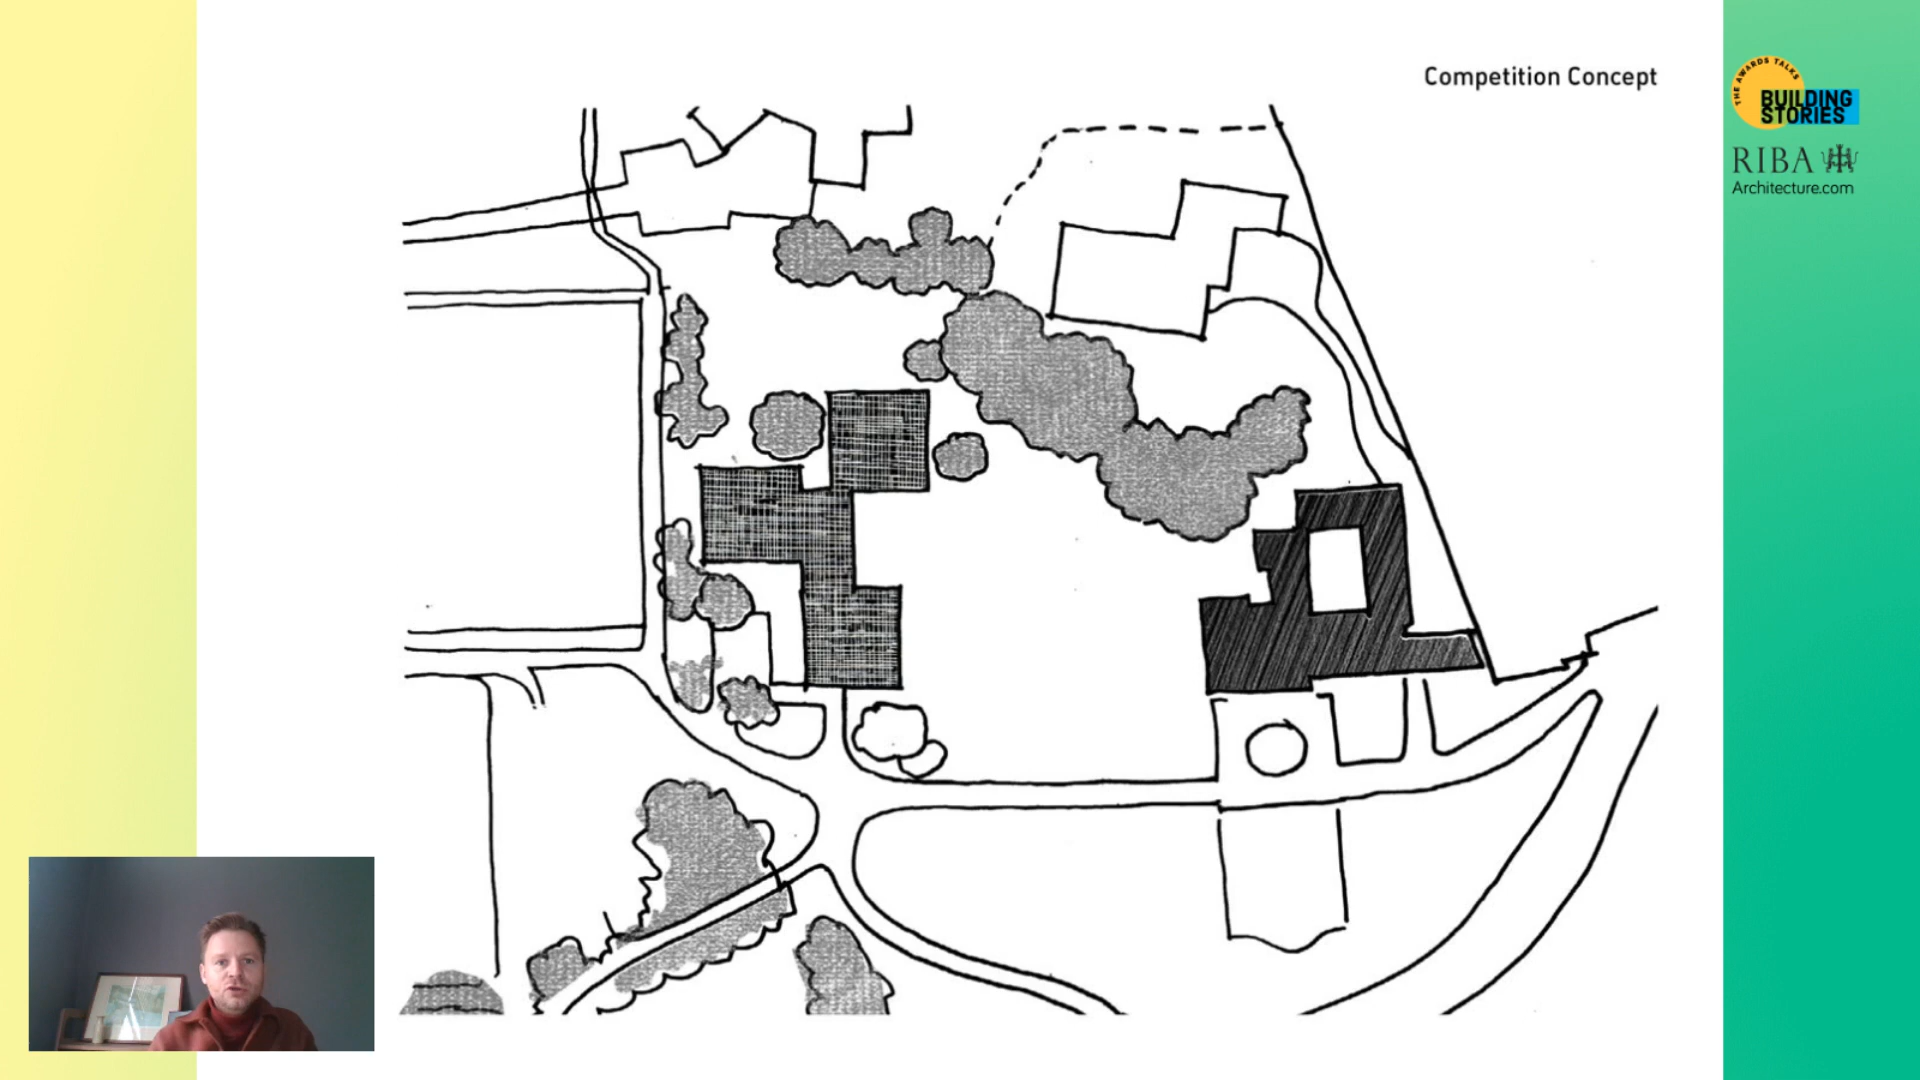 Competition Concept
THE AWARDS TALKS
BUILDING
STORIES
RIBA
Architecture.com